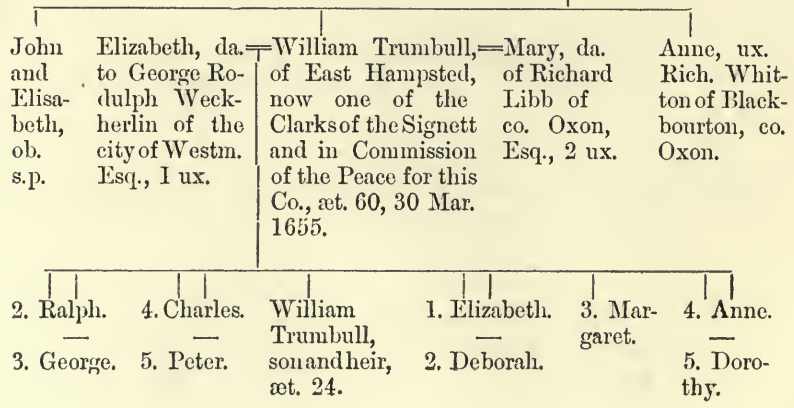 John
and
Elisa-
beth,
ob.
s.p.
Elizabeth, da.
to George Ro-
dulph Weck-
herlin of the
city of Westm.
Esq., 1 ux.
William Trumbull,
of East Hampsted,
now one of the
Clarks of the Signett
and in Commission
of the Peace for this
Co., æt. 60, 30 Mar.
1655.
Mary, da.
of Richard
Libb of
co. Oxon,
Esq., 2 ux.
Anne, ux.
Rich. Whit-
ton of Black-
bourton, co.
Oxon.
2. Ralph.
—
3. George.
4. Charles.
—
5. Peter.
William
Trumbull,
son and heir,
æt. 24.
1. Elizabeth.
—
2. Deborah.
3. Mar-
garet.
4. Anne.
—
5. Doro-
thy.